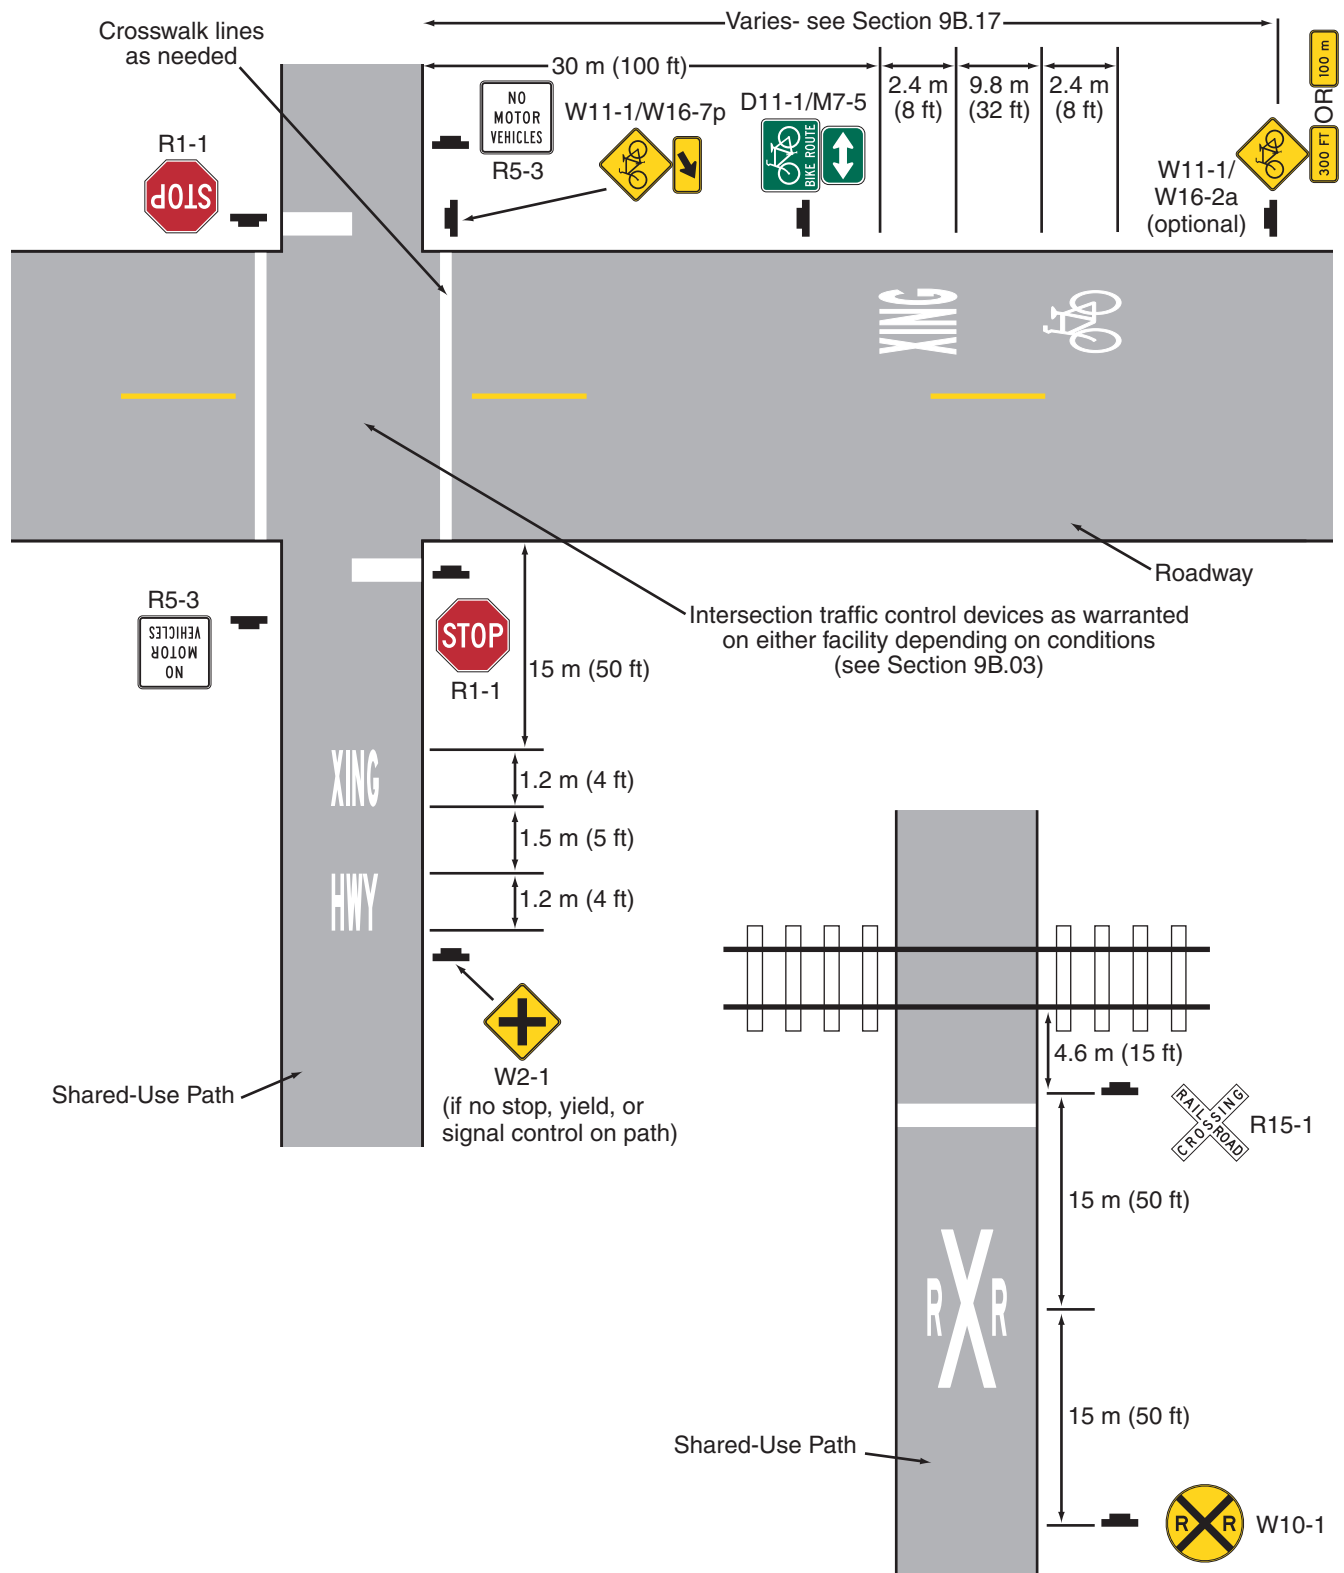 Varies- see Section 9B.17
Crosswalk lines
as needed
30 m (100 ft)
2.4 m
(8 ft)
9.8 m
(32 ft)
2.4 m
(8 ft)
100 m
OR
300 FT
NO
MOTOR
VEHICLES
R5-3
W11-1/W16-7p
D11-1/M7-5
BIKE ROUTE
R1-1
STOP
W11-1/
W16-2a
(optional)
XING
Roadway
R5-3
NO
MOTOR
VEHICLES
STOP
R1-1
Intersection traffic control devices as warranted
on either facility depending on conditions
(see Section 9B.03)
15 m (50 ft)
XING
1.2 m (4 ft)
1.5 m (5 ft)
HWY
1.2 m (4 ft)
W2-1
(if no stop, yield, or
signal control on path)
Shared-Use Path
4.6 m (15 ft)
RAILROAD
CROSSING
R15-1
15 m (50 ft)
R X R
15 m (50 ft)
Shared-Use Path
R R
W10-1